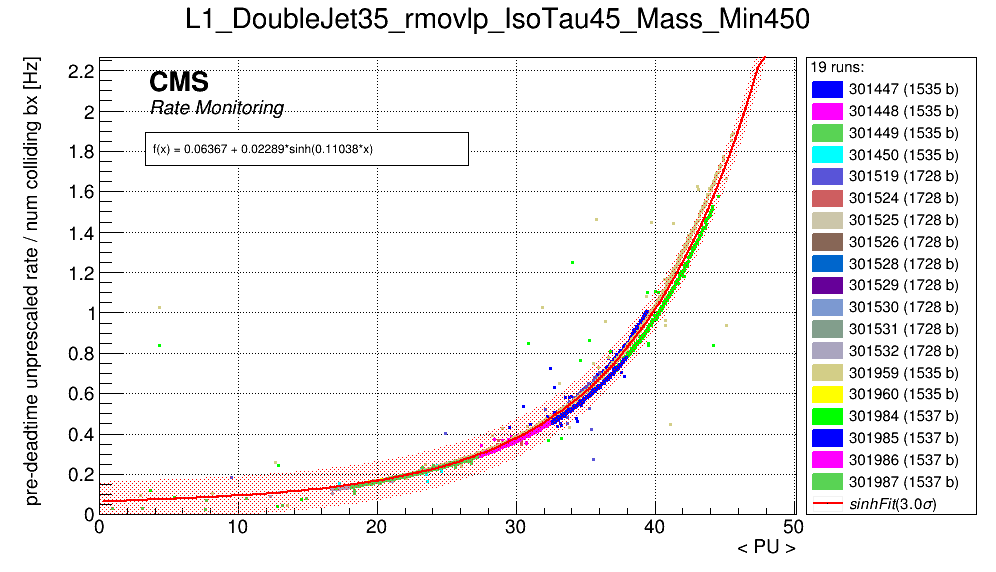 L1_DoubleJet35_rmovlp_IsoTau45_Mass_Min450
pre-deadtime unprescaled rate / num colliding bx [Hz]
CMS
Rate Monitoring
f(x) = 0.06367 + 0.02289*sinh(0.11038*x)
2.2
2
1.8
1.6
1.4
1.2
1
0.8
0.6
0.4
0.2
0
0
10
20
30
40
50
< PU >
19 runs:
301447 (1535 b)
301448 (1535 b)
301449 (1535 b)
301450 (1535 b)
301519 (1728 b)
301524 (1728 b)
301525 (1728 b)
301526 (1728 b)
301528 (1728 b)
301529 (1728 b)
301530 (1728 b)
301531 (1728 b)
301532 (1728 b)
301959 (1535 b)
301960 (1535 b)
301984 (1537 b)
301985 (1537 b)
301986 (1537 b)
301987 (1537 b)
sinhFit(3.0σ)